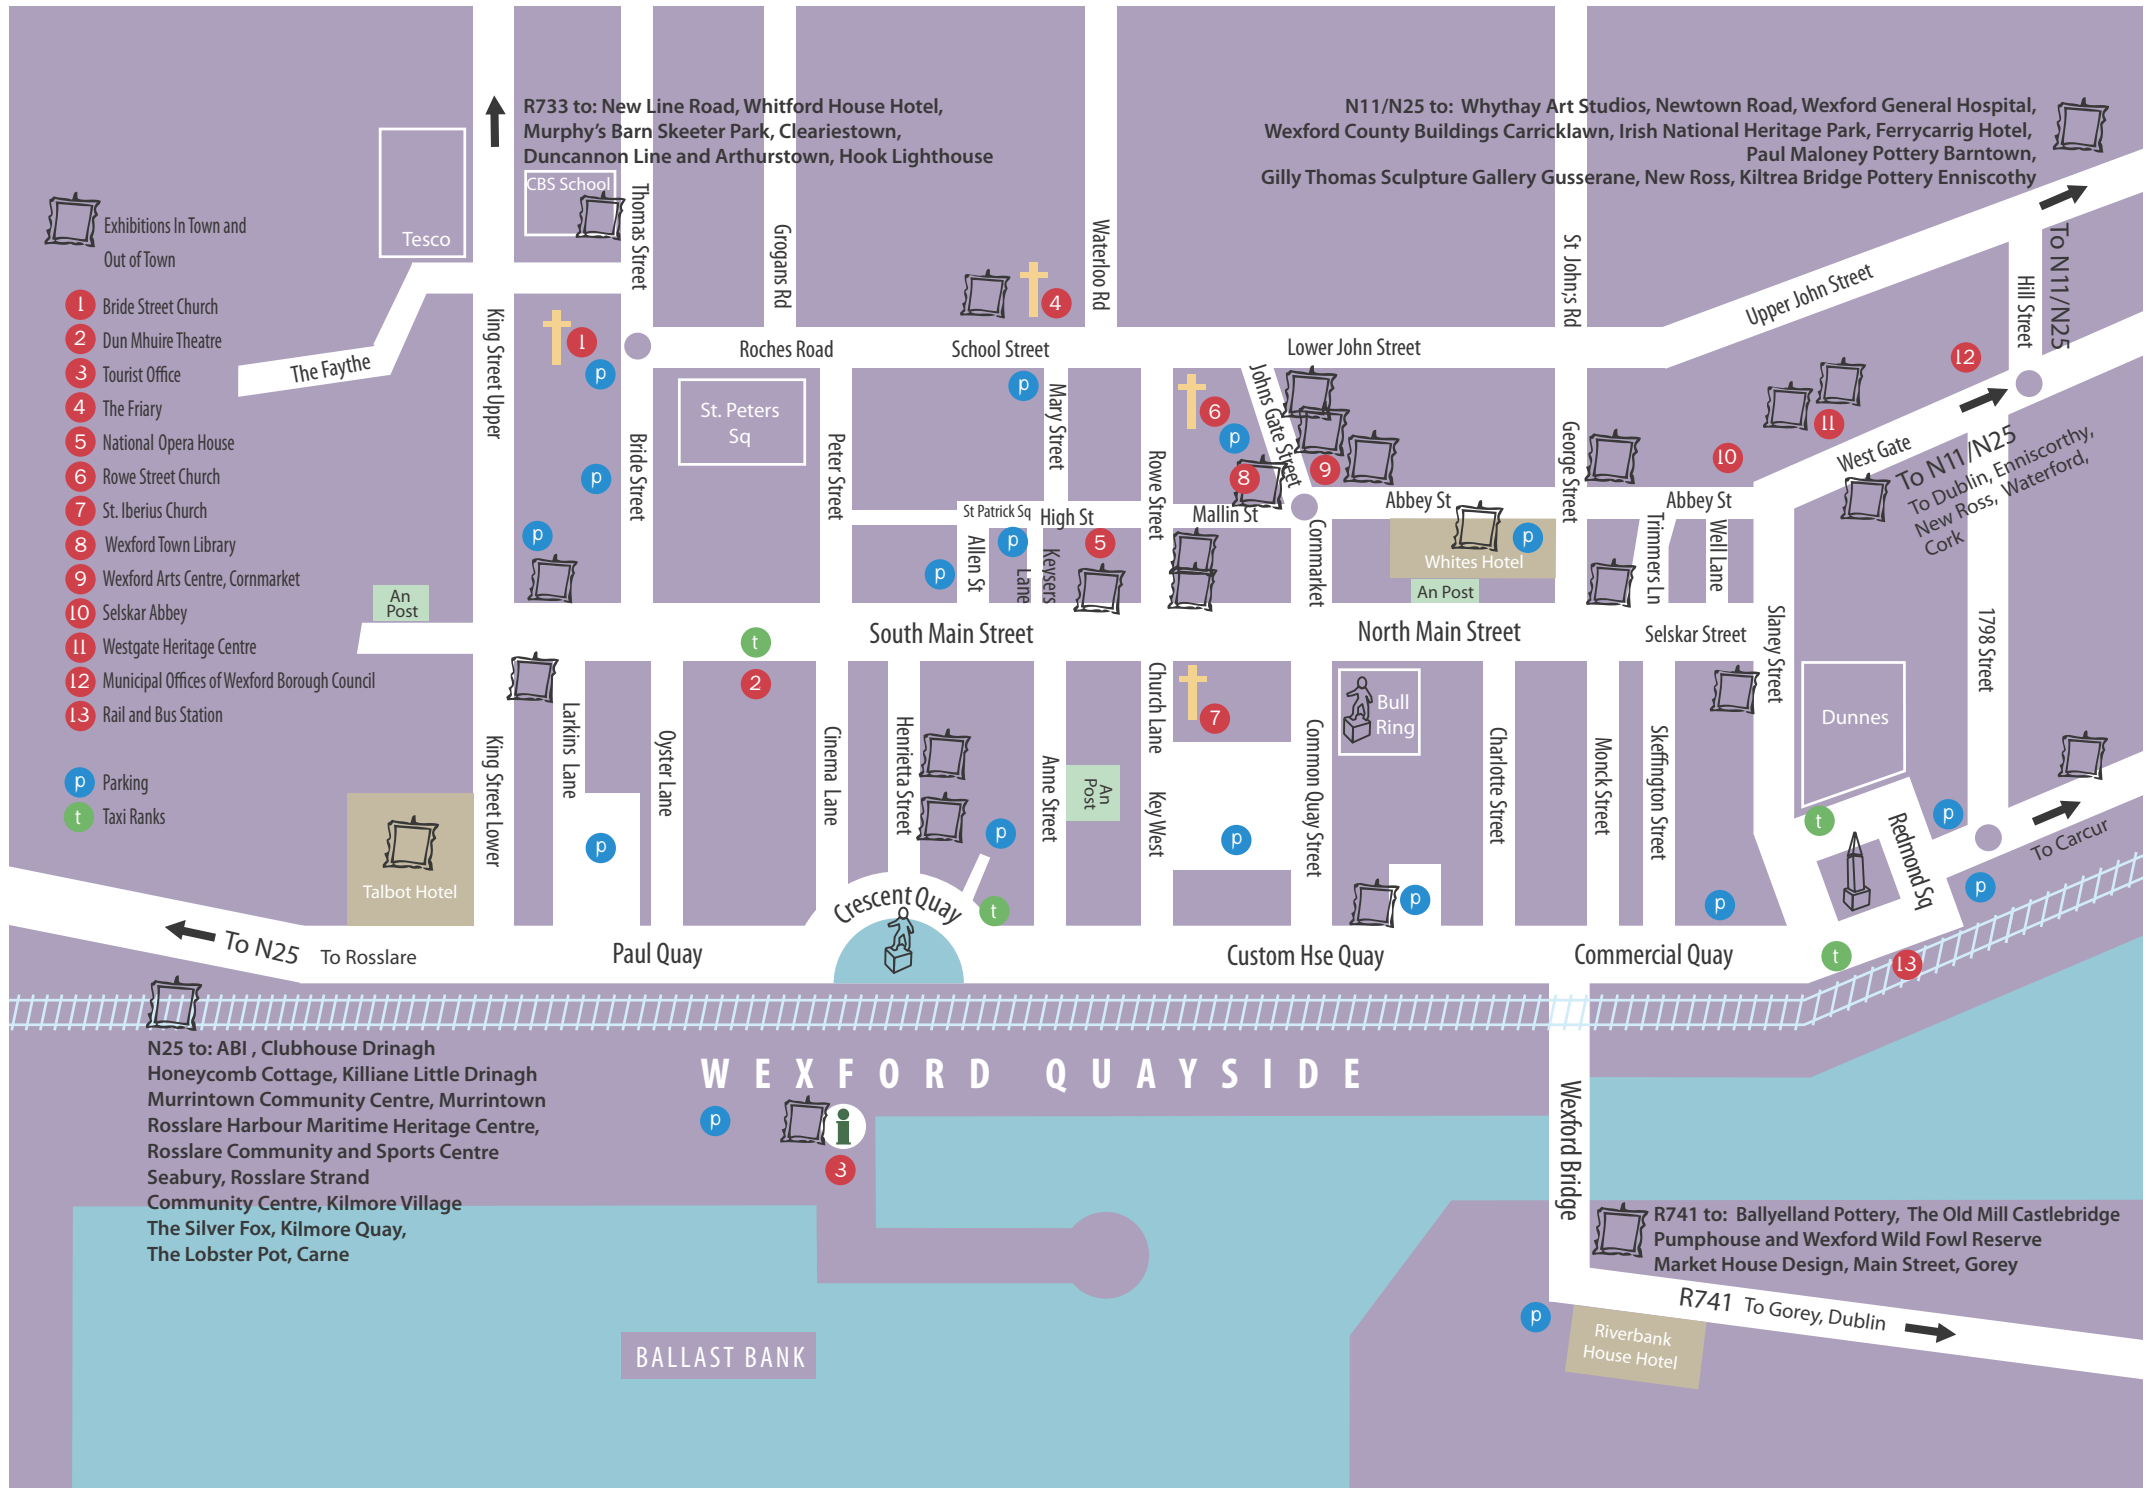 R733 to: New Line Road, Whitford House Hotel,
Murphy's Barn Skeeter Park, Cleariestown,
Duncannon Line and Arthurstown, Hook Lighthouse
N11/N25 to: Whythay Art Studios, Newtown Road, Wexford General Hospital,
Wexford County Buildings Carricklawn, Irish National Heritage Park, Ferrycarrig Hotel,
Paul Maloney Pottery Barntown,
Gilly Thomas Sculpture Gallery Gusserane, New Ross, Kiltrea Bridge Pottery Enniscothy
Exhibitions In Town and
Out of Town
1 Bride Street Church
2 Dun Mhuire Theatre
3 Tourist Office
4 The Friary
5 National Opera House
6 Rowe Street Church
7 St. Iberius Church
8 Wexford Town Library
9 Wexford Arts Centre, Cornmarket
10 Selskar Abbey
11 Westgate Heritage Centre
12 Municipal Offices of Wexford Borough Council
13 Rail and Bus Station
p Parking
t Taxi Ranks
Tesco
CBS School
Thomas Street
Grogans Rd
Waterloo Rd
St John;s Rd
Upper John Street
Hill Street
To N11/N25
The Faythe
King Street Upper
1
p
4
Roches Road
School Street
Lower John Street
12
St. Peters
Sq
p
Mary Street
6
p
Johns Gate Street
11
West Gate
To N11/N25
To Dublin, Enniscorthy,
New Ross, Waterford,
Cork
Bride Street
p
Peter Street
Rowe Street
8
9
George Street
10
Abbey St
Abbey St
St Patrick Sq
High St
Mallin St
Cornmarket
p
Allen St
p
p
Keysers
Lane
5
Whites Hotel
p
An Post
Trimmers Ln
Well Lane
An
Post
South Main Street
North Main Street
Selskar Street
Slaney Street
1798 Street
t
2
Larkins Lane
Oyster Lane
Cinema Lane
Henrietta Street
Anne Street
Church Lane
7
Common Quay Street
Bull
Ring
Charlotte Street
Monck Street
Skeffington Street
Dunnes
King Street Lower
An
Post
Key West
p
p
p
p
p
p
p
t
Redmond Sq
To Carcur
Talbot Hotel
Crescent Quay
t
t
13
To N25
To Rosslare
Paul Quay
Custom Hse Quay
Commercial Quay
N25 to: ABI , Clubhouse Drinagh
Honeycomb Cottage, Killiane Little Drinagh
Murrintown Community Centre, Murrintown
Rosslare Harbour Maritime Heritage Centre,
Rosslare Community and Sports Centre
Seabury, Rosslare Strand
Community Centre, Kilmore Village
The Silver Fox, Kilmore Quay,
The Lobster Pot, Carne
WEXFORD QUAYSIDE
p
i
3
Wexford Bridge
R741 to: Ballyelland Pottery, The Old Mill Castlebridge
Pumphouse and Wexford Wild Fowl Reserve
Market House Design, Main Street, Gorey
R741 To Gorey, Dublin
p
Riverbank
House Hotel
BALLAST BANK